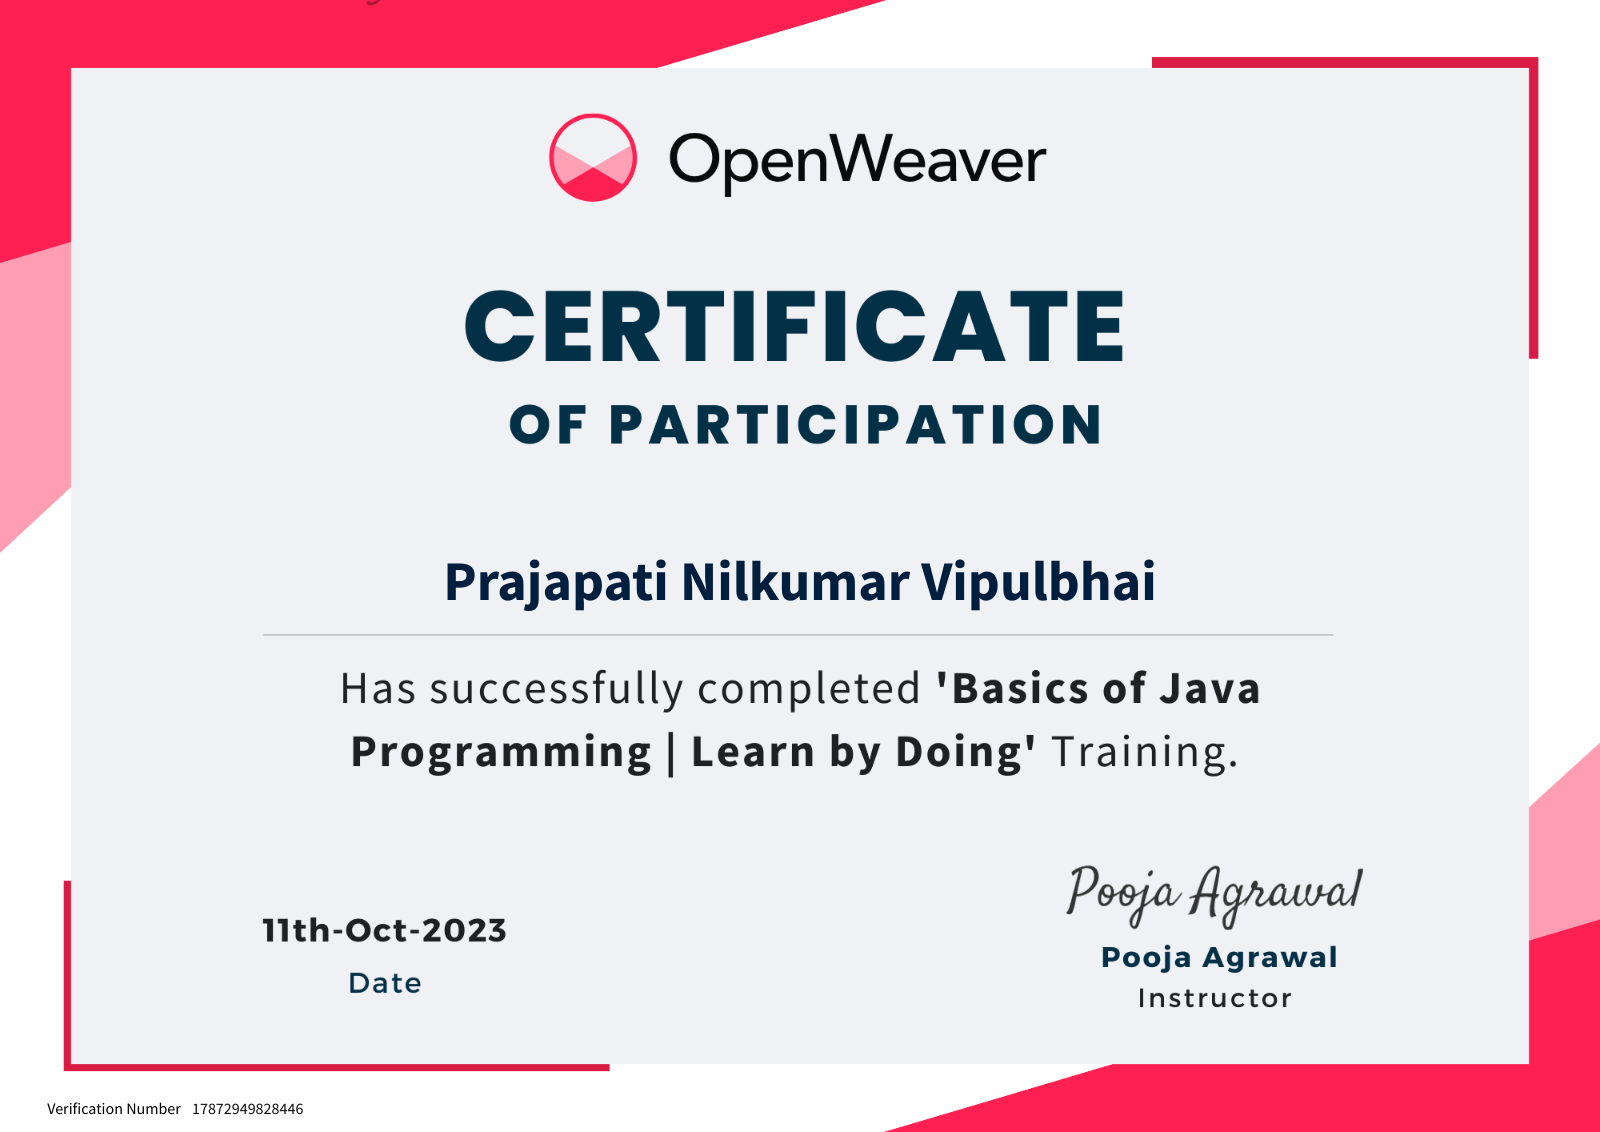 OpenWeaver
CERTIFICATE
OF PARTICIPATION
Prajapati Nilkumar Vipulbhai
Has successfully completed 'Basics of Java
Programming | Learn by Doing' Training.
11th-Oct-2023
Date
Pooja Agrawal
Pooja Agrawal
Instructor
Verification Number 17872949828446